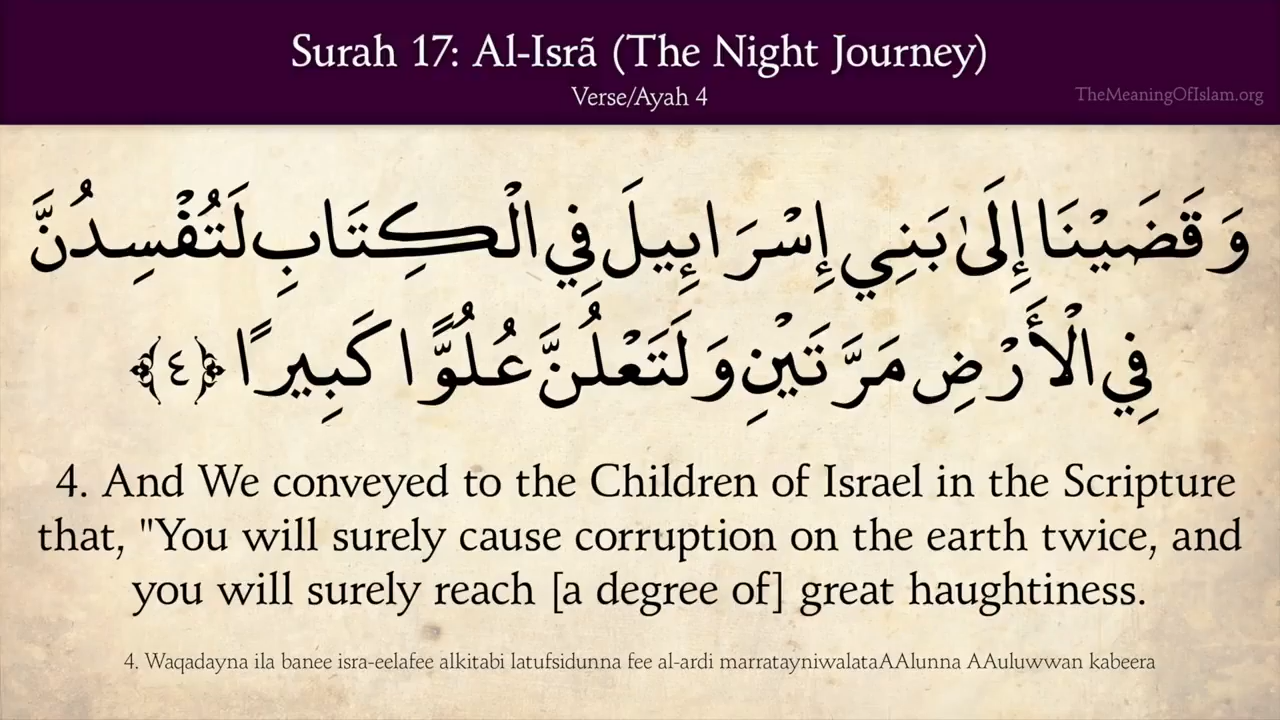 Surah 17: Al-Isrã (The Night Journey)
Verse/Ayah 4
TheMeaningOfIslam.org
وَقَضَيْنَا إِلَىٰ بَنِي إِسْرَايِيلَ فِي الْكِتَابِ لَتُفْسِدُنَّ
فِي الْأَرْضِ مَرَّتَيْنِ وَلَتَعْلُنَّ عُلُوًّا كَبِيرًا ﴿٤﴾
4. And We conveyed to the Children of Israel in the Scripture
that, "You will surely cause corruption on the earth twice, and
you will surely reach [a degree of] great haughtiness.
4. Waqadayna ila banee isra-eelafee alkitabi latufsidunna fee al-ardi marratayniwalataAAlunna AAuluwwan kabeera